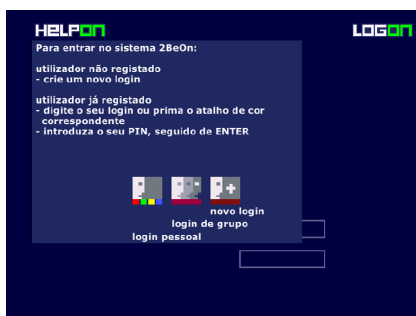 HELPON
LOGON
Para entrar no sistema 2BeOn:
utilizador não registado
- crie um novo login
utilizador já registado
- digite o seu login ou prima o atalho de cor
correspondente
- introduza o seu PIN, seguido de ENTER
novo login
login de grupo
login pessoal